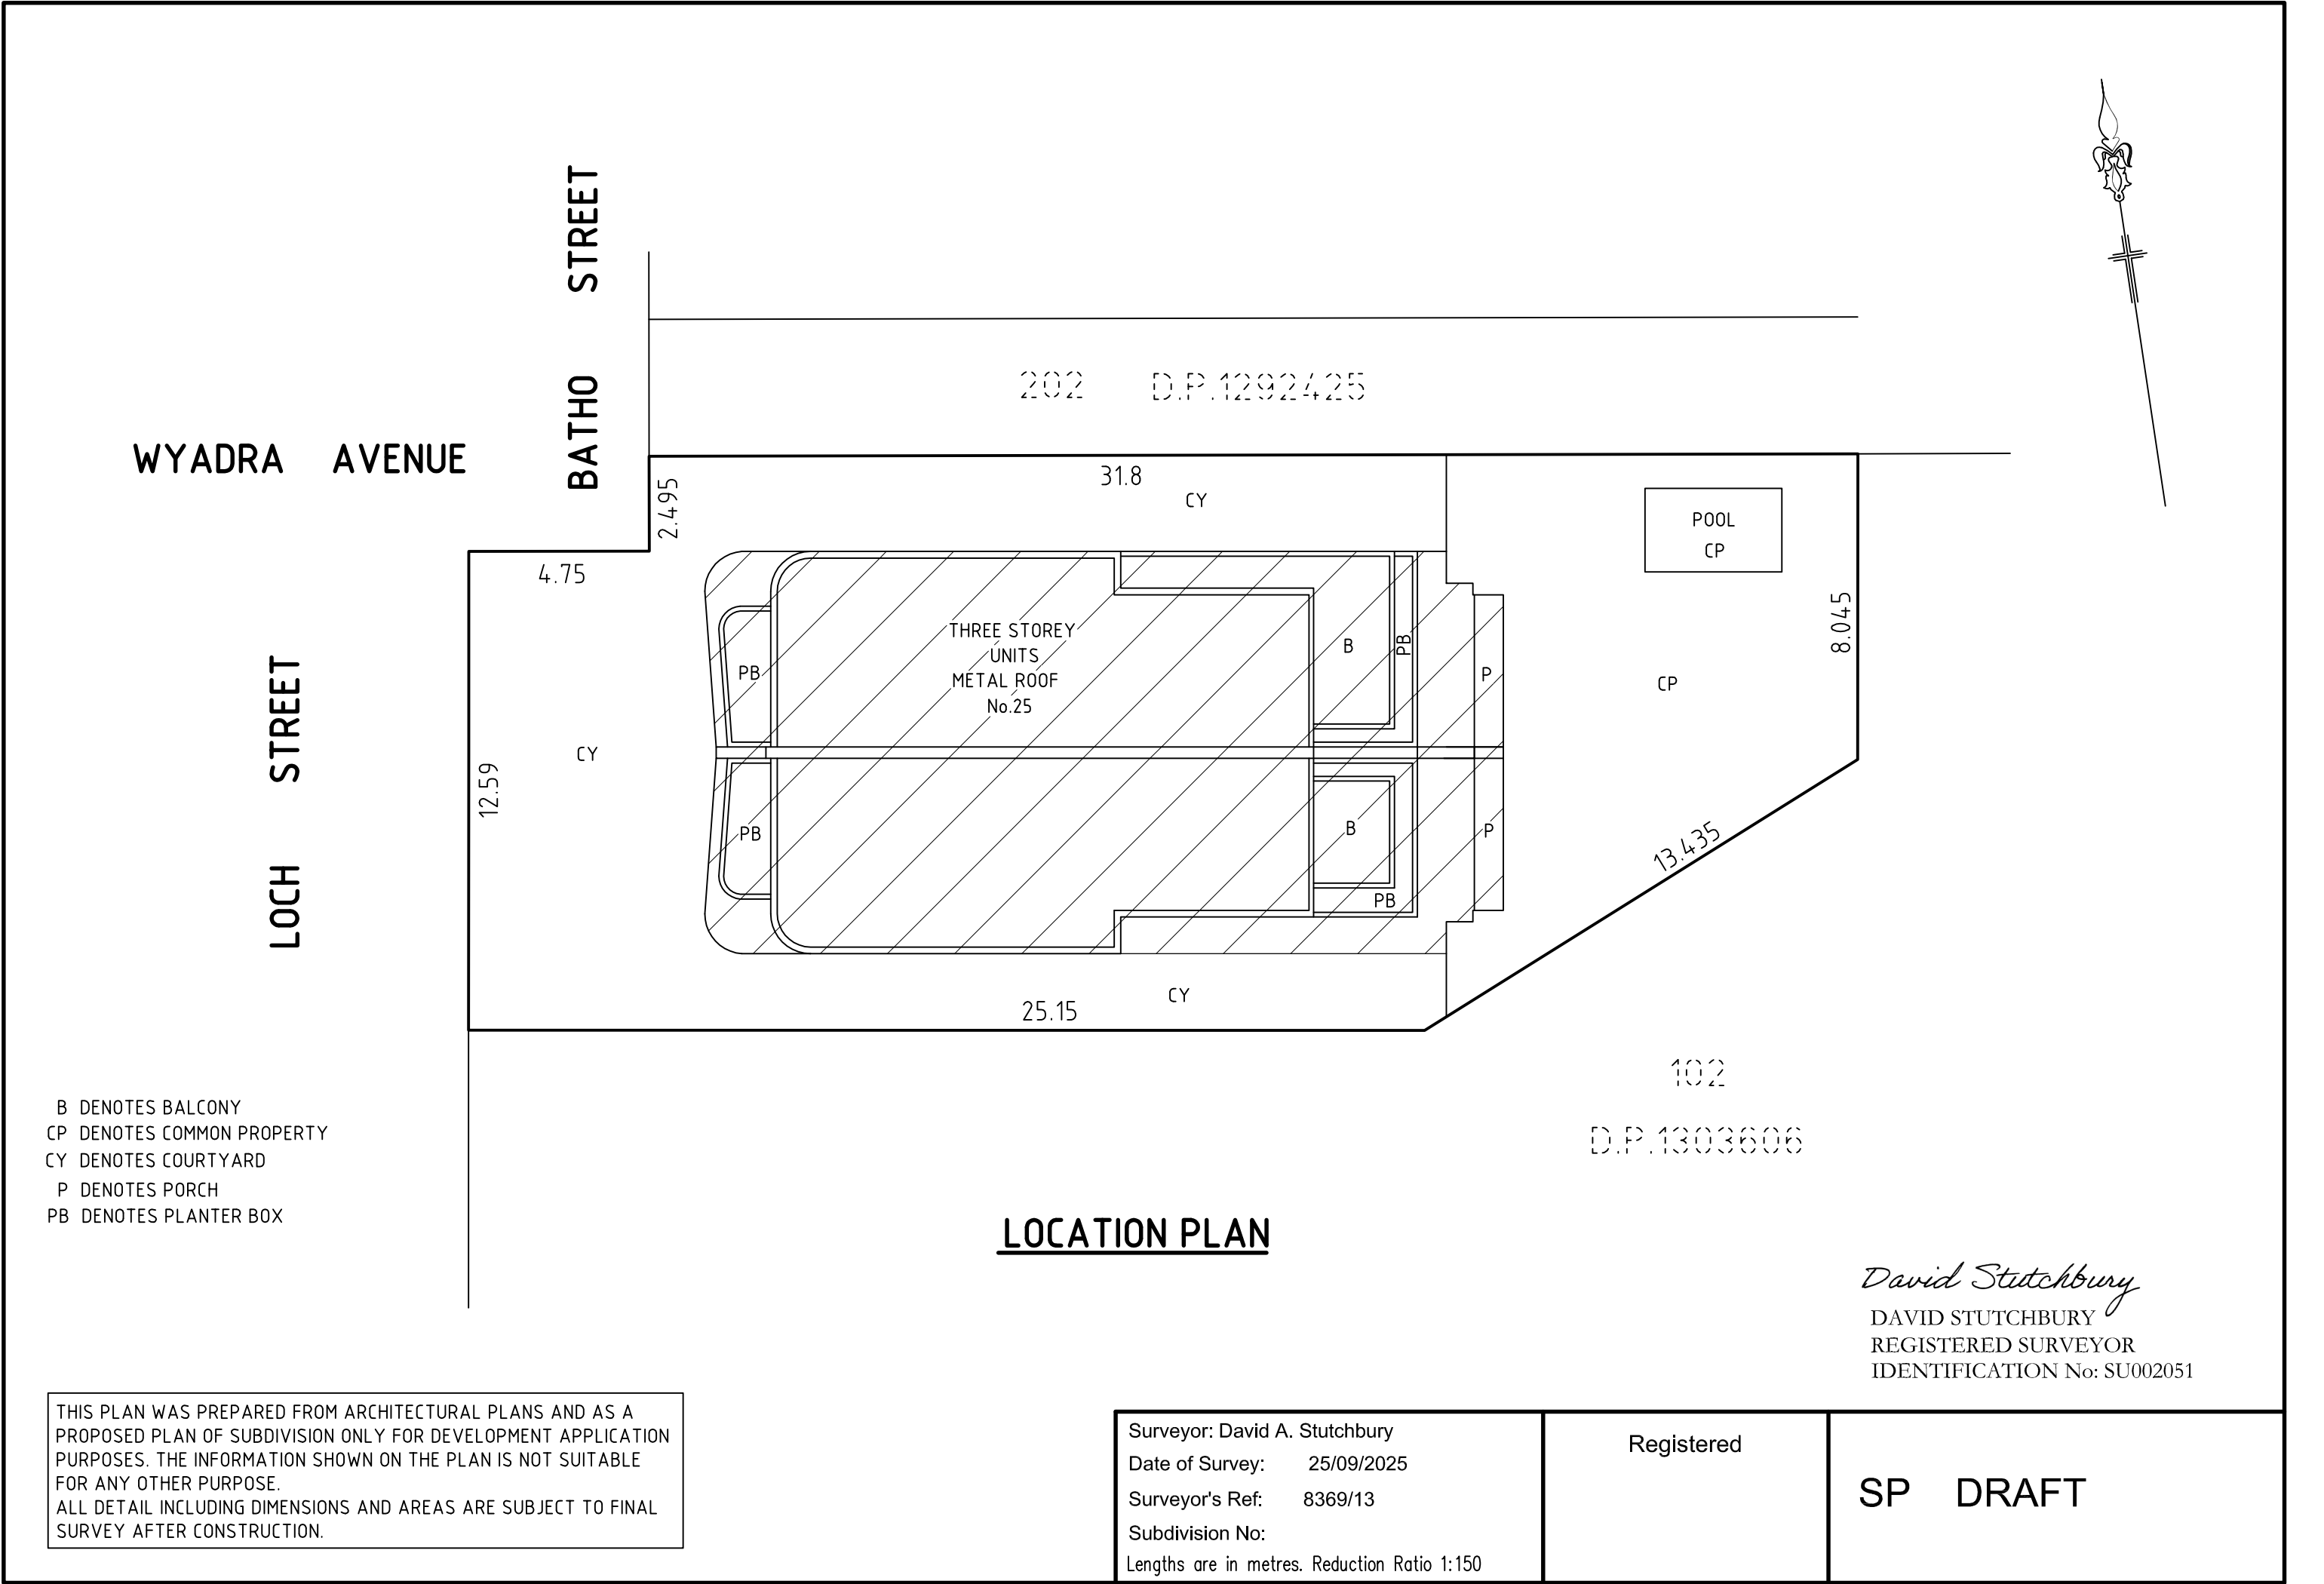 BATHO STREET
202 D.P.1292425
WYADRA AVENUE
31.8
CY
2.495
POOL
CP
4.75
8.045
THREE STOREY
UNITS
METAL ROOF
No.25
B
PB
P
PB
CP
LOCH STREET
CY
12.59
PB
B
P
PB
13.435
CY
25.15
102
D.P.1303606
B DENOTES BALCONY
CP DENOTES COMMON PROPERTY
CY DENOTES COURTYARD
P DENOTES PORCH
PB DENOTES PLANTER BOX
LOCATION PLAN
David Stutchbury
DAVID STUTCHBURY
REGISTERED SURVEYOR
IDENTIFICATION No: SU002051
THIS PLAN WAS PREPARED FROM ARCHITECTURAL PLANS AND AS A
PROPOSED PLAN OF SUBDIVISION ONLY FOR DEVELOPMENT APPLICATION
PURPOSES. THE INFORMATION SHOWN ON THE PLAN IS NOT SUITABLE
FOR ANY OTHER PURPOSE.
ALL DETAIL INCLUDING DIMENSIONS AND AREAS ARE SUBJECT TO FINAL
SURVEY AFTER CONSTRUCTION.
Surveyor: David A. Stutchbury
Date of Survey: 25/09/2025
Surveyor's Ref: 8369/13
Subdivision No:
Lengths are in metres. Reduction Ratio 1:150
Registered
SP DRAFT